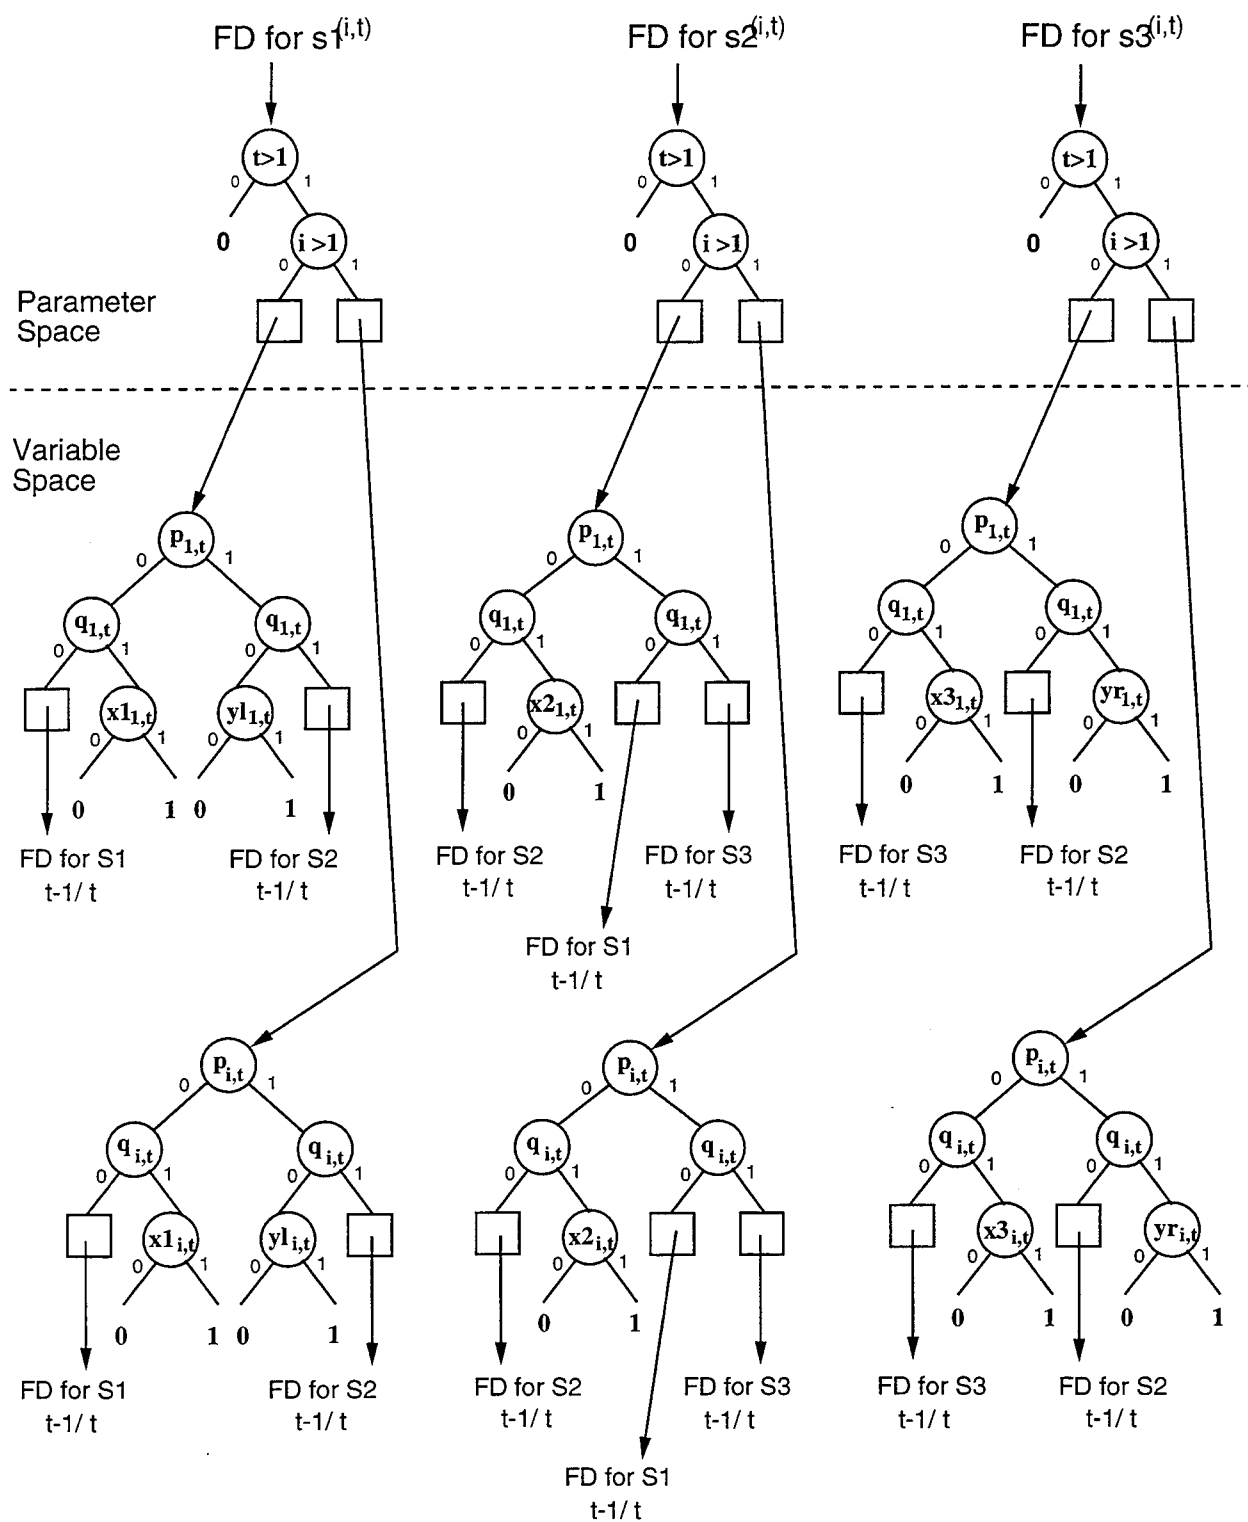 FD for s1(i,t) FD for s2(i,t) FD for s3(i,t)
t>1 t>1 t>1
0 1 0 1 0 1
0 i >1 0 i >1 0 i >1
0 1 0 1 0 1
Parameter
Space
Variable
Space
p1,t p1,t p1,t
0 1 0 1 0 1
q1,t q1,t q1,t q1,t q1,t q1,t
0 1 0 1 0 1 0 1 0 1 0 1
x11,t yl1,t x21,t x31,t yr1,t
0 1 0 1 0 1 0 1 0 1
0 1 0 1 0 1 0 1 0 1
FD for S1 FD for S2 FD for S2 FD for S3 FD for S3 FD for S2
t-1/ t t-1/ t t-1/ t t-1/ t t-1/ t t-1/ t
FD for S1
t-1/ t
pi,t pi,t pi,t
0 1 0 1 0 1
qi,t qi,t qi,t qi,t qi,t qi,t
0 1 0 1 0 1 0 1 0 1 0 1
x1i,t yli,t x2i,t x3i,t yri,t
0 1 0 1 0 1 0 1 0 1
0 1 0 1 0 1 0 1 0 1
FD for S1 FD for S2 FD for S2 FD for S3 FD for S3 FD for S2
t-1/ t t-1/ t t-1/ t t-1/ t t-1/ t t-1/ t
FD for S1
t-1/ t